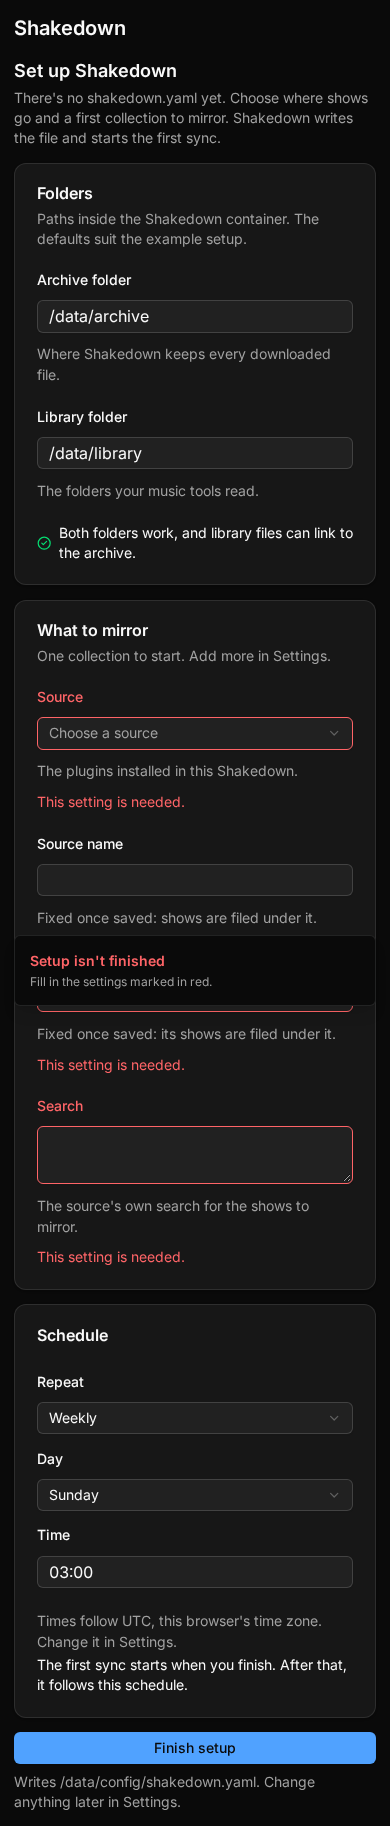 Shakedown
Set up Shakedown
There's no shakedown.yaml yet. Choose where shows
go and a first collection to mirror. Shakedown writes
the file and starts the first sync.
Folders
Paths inside the Shakedown container. The
defaults suit the example setup.
Archive folder
/data/archive
Where Shakedown keeps every downloaded
file.
Library folder
/data/library
The folders your music tools read.
Both folders work, and library files can link to
the archive.
What to mirror
One collection to start. Add more in Settings.
Source
Choose a source
The plugins installed in this Shakedown.
This setting is needed.
Source name
Fixed once saved: shows are filed under it.
Setup isn't finished
Fill in the settings marked in red.
Fixed once saved: its shows are filed under it.
This setting is needed.
Search
The source's own search for the shows to
mirror.
This setting is needed.
Schedule
Repeat
Weekly
Day
Sunday
Time
03:00
Times follow UTC, this browser's time zone.
Change it in Settings.
The first sync starts when you finish. After that,
it follows this schedule.
Finish setup
Writes /data/config/shakedown.yaml. Change
anything later in Settings.